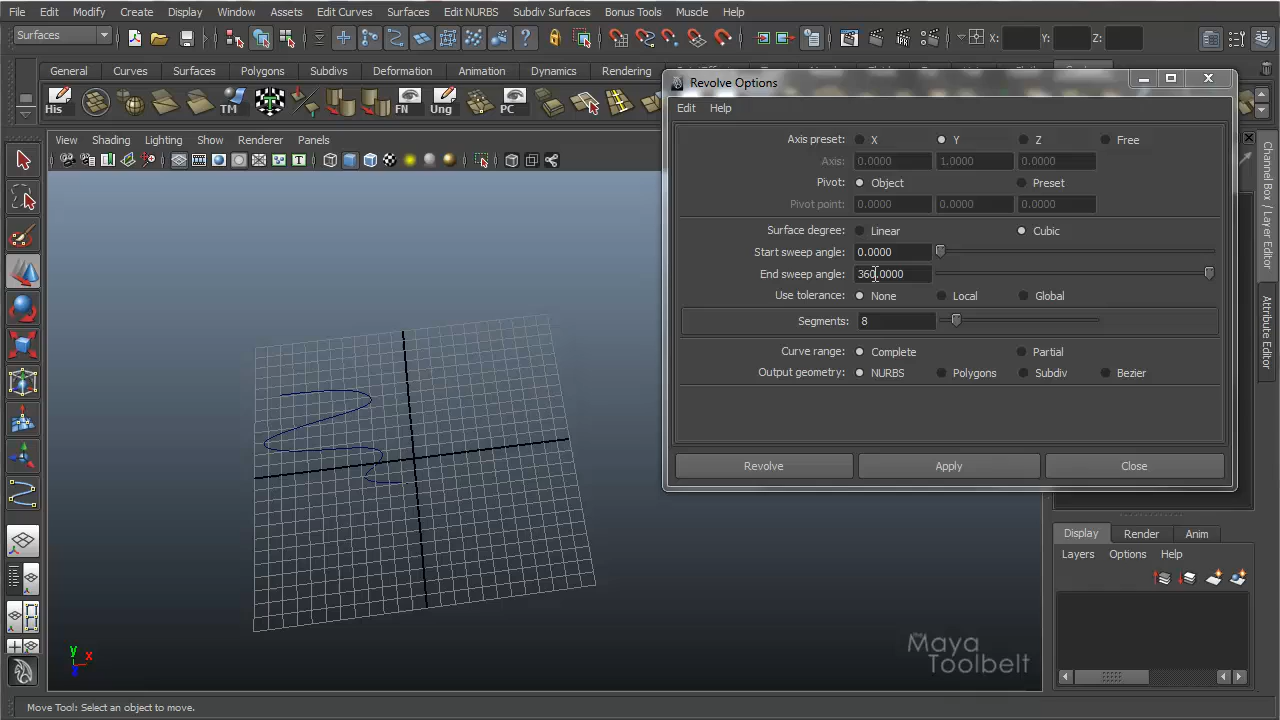 File Edit Modify Create Display Window Assets Edit Curves Surfaces Edit NURBS Subdiv Surfaces Bonus Tools Muscle Help
Surfaces X: Y: Z:
General Curves Surfaces Polygons Subdivs Deformation Animation Dynamics Rendering
His TM FN Ung PC
Revolve Options
Edit Help
Axis preset: X Y Z Free
Axis: 0.0000 1.0000 0.0000
Pivot: Object Preset
Pivot point: 0.0000 0.0000 0.0000
Surface degree: Linear Cubic
Start sweep angle: 0.0000
End sweep angle: 360.0000
Use tolerance: None Local Global
Segments: 8
Curve range: Complete Partial
Output geometry: NURBS Polygons Subdiv Bezier
Revolve Apply Close
View Shading Lighting Show Renderer Panels
Channel Box / Layer Editor
Attribute Editor
Display Render Anim
Layers Options Help
y x
the Maya Toolbelt
Move Tool: Select an object to move.